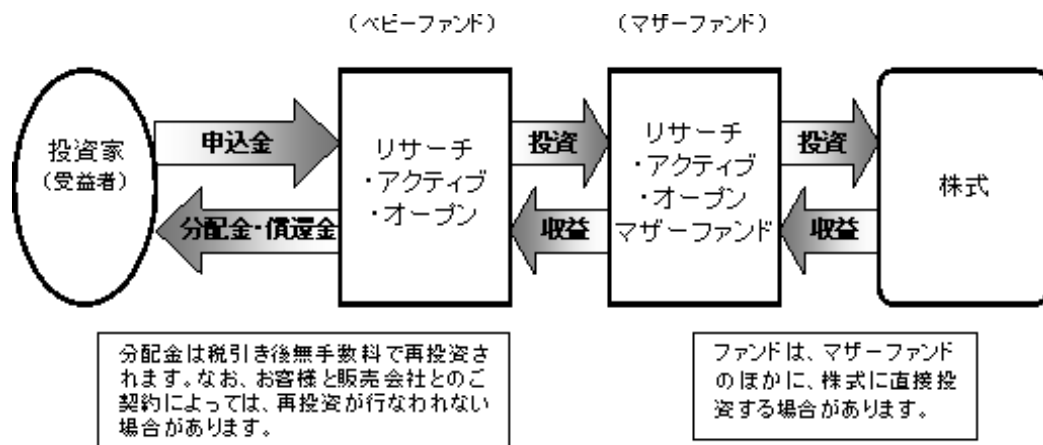 （ベビーファンド）
（マザーファンド）
投資家
（受益者）
申込金
分配金・償還金
リサーチ
・アクティブ
・オープン
投資
収益
リサーチ
・アクティブ
・オープン
マザーファンド
投資
収益
株式
分配金は税引き後無手数料で再投資さ
れます。なお、お客様と販売会社とのご
契約によっては、再投資が行なわれない
場合があります。
ファンドは、マザーファンド
のほかに、株式に直接投
資する場合があります。